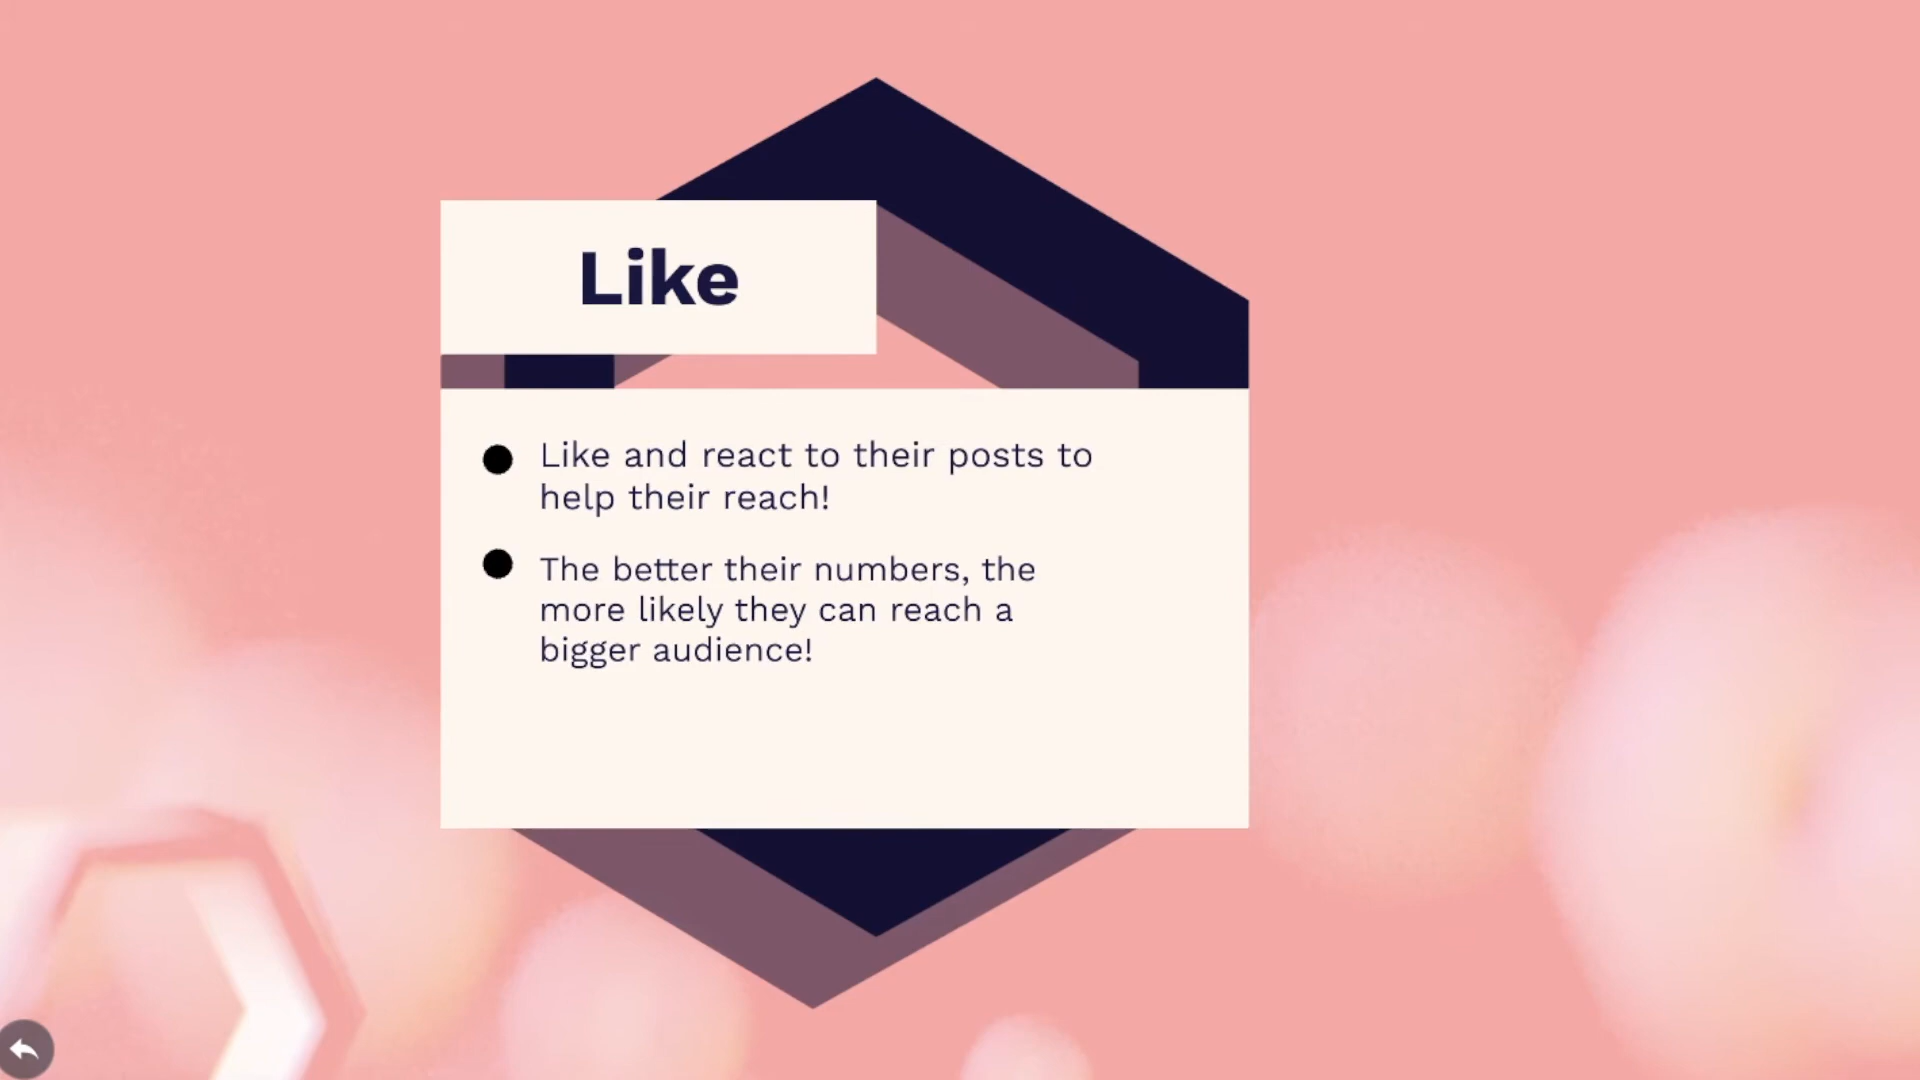 Like
Like and react to their posts to
help their reach!
The better their numbers, the
more likely they can reach a
bigger audience!